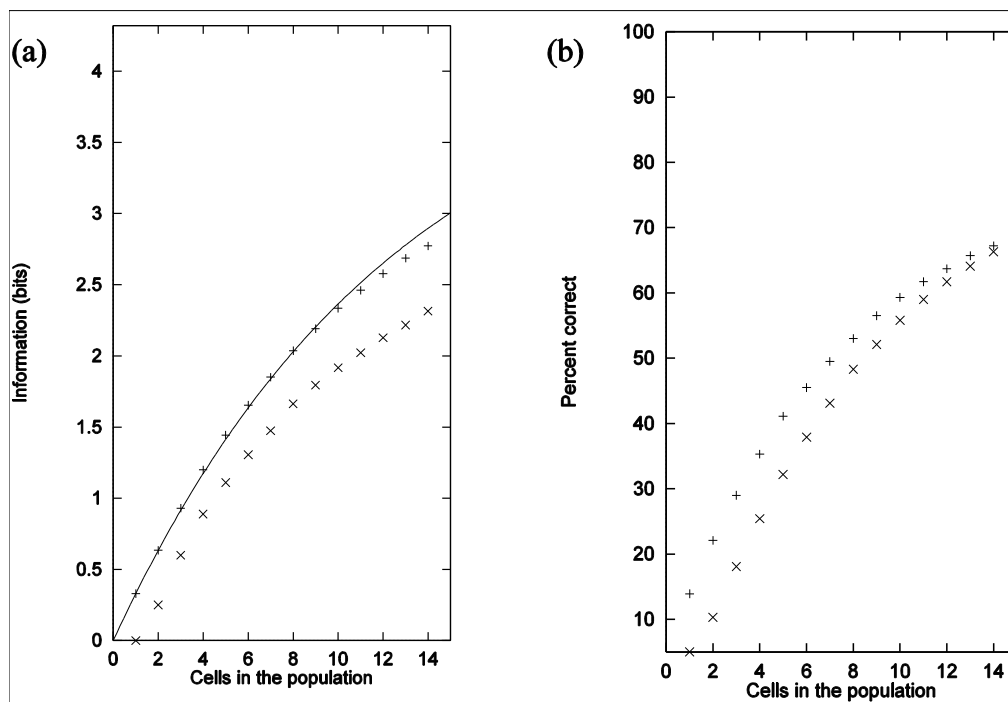 (a)
4
3.5
3
2.5
2
1.5
1
0.5
0
Information (bits)
0 2 4 6 8 10 12 14
Cells in the population
(b)
100
90
80
70
60
50
40
30
20
10
Percent correct
0 2 4 6 8 10 12 14
Cells in the population